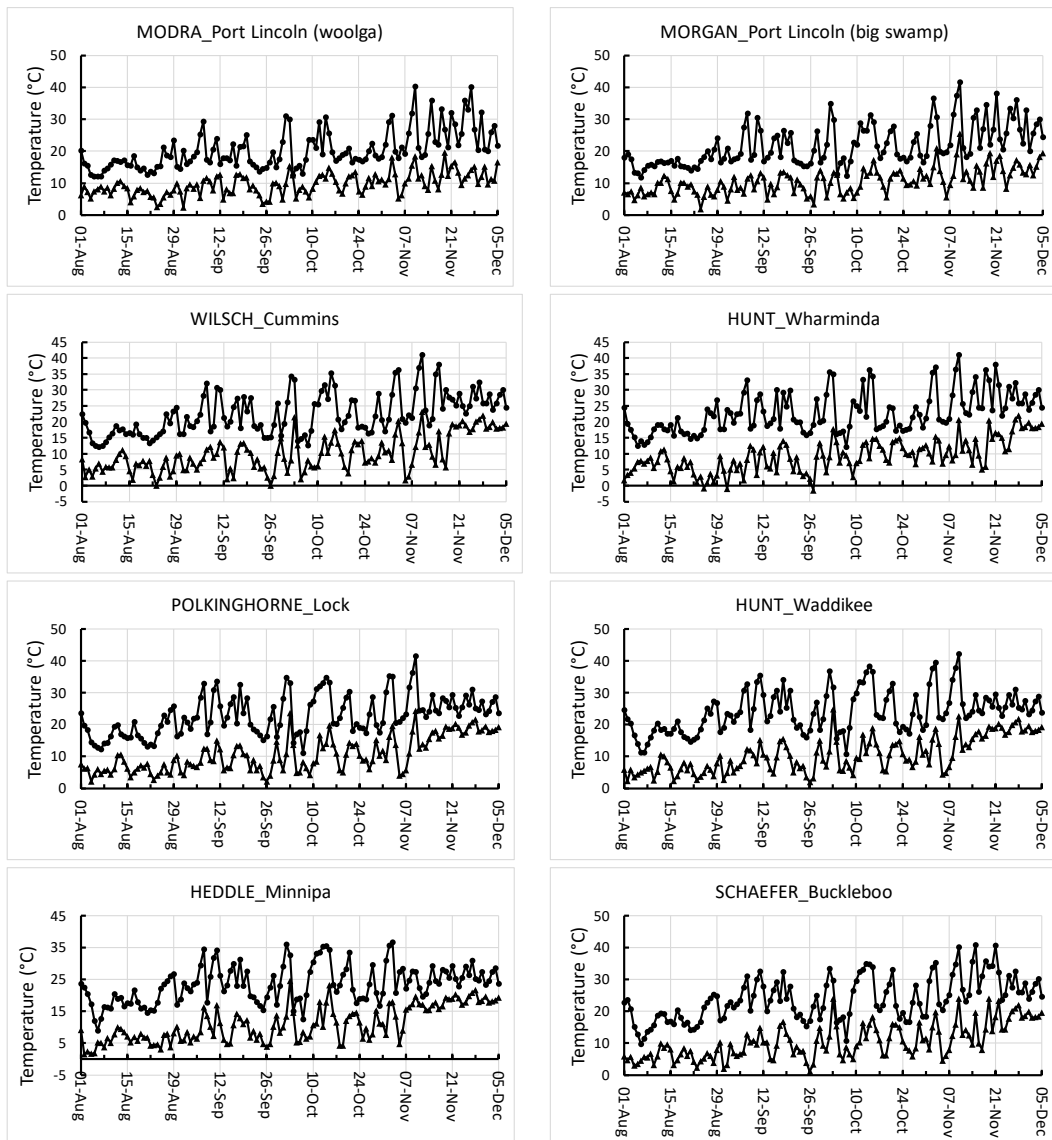 MODRA_Port Lincoln (woolga)
Temperature (°C)
50
40
30
20
10
0
01-Aug
15-Aug
29-Aug
12-Sep
26-Sep
10-Oct
24-Oct
07-Nov
21-Nov
05-Dec
MORGAN_Port Lincoln (big swamp)
Temperature (°C)
50
40
30
20
10
0
01-Aug
15-Aug
29-Aug
12-Sep
26-Sep
10-Oct
24-Oct
07-Nov
21-Nov
05-Dec
WILSCH_Cummins
Temperature (°C)
45
40
35
30
25
20
15
10
5
0
-5
01-Aug
15-Aug
29-Aug
12-Sep
26-Sep
10-Oct
24-Oct
07-Nov
21-Nov
05-Dec
HUNT_Wharminda
Temperature (°C)
45
40
35
30
25
20
15
10
5
0
-5
01-Aug
15-Aug
29-Aug
12-Sep
26-Sep
10-Oct
24-Oct
07-Nov
21-Nov
05-Dec
POLKINGHORNE_Lock
Temperature (°C)
50
40
30
20
10
0
01-Aug
15-Aug
29-Aug
12-Sep
26-Sep
10-Oct
24-Oct
07-Nov
21-Nov
05-Dec
HUNT_Waddikee
Temperature (°C)
50
40
30
20
10
0
01-Aug
15-Aug
29-Aug
12-Sep
26-Sep
10-Oct
24-Oct
07-Nov
21-Nov
05-Dec
HEDDLE_Minnipa
Temperature (°C)
45
35
25
15
5
-5
01-Aug
15-Aug
29-Aug
12-Sep
26-Sep
10-Oct
24-Oct
07-Nov
21-Nov
05-Dec
SCHAEFER_Buckleboo
Temperature (°C)
50
40
30
20
10
0
01-Aug
15-Aug
29-Aug
12-Sep
26-Sep
10-Oct
24-Oct
07-Nov
21-Nov
05-Dec